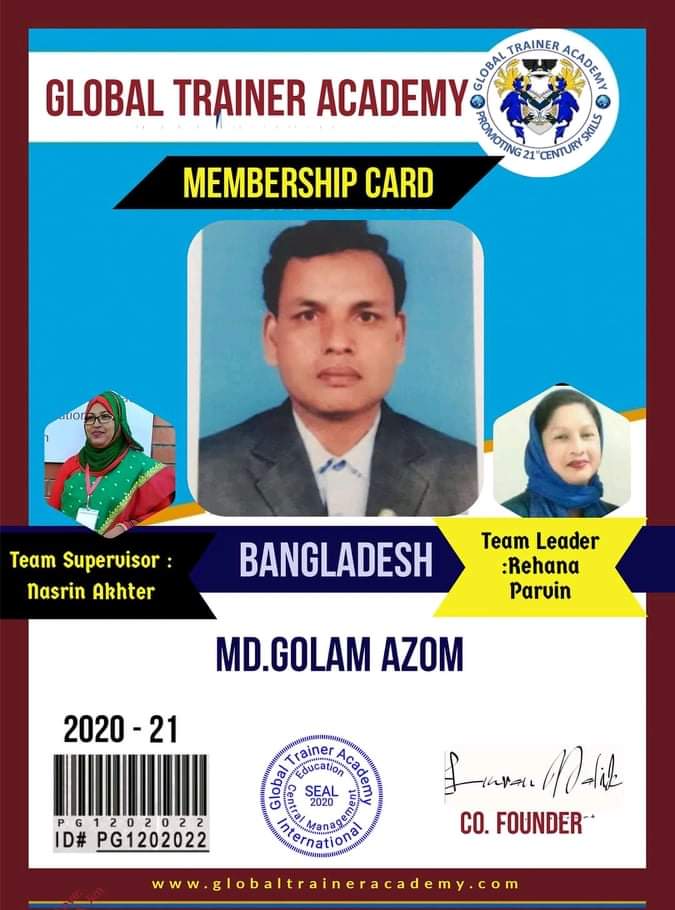 GLOBAL TRAINER ACADEMY
GLOBAL TRAINER ACADEMY
PROMOTING 21st CENTURY SKILLS
MEMBERSHIP CARD
Team Supervisor :
Nasrin Akhter
BANGLADESH
Team Leader
:Rehana
Parvin
MD.GOLAM AZOM
2020 - 21
PG1202022
ID# PG1202022
Global Trainer Academy
International
Education
Central Management
SEAL
2020
CO. FOUNDER
www.globaltraineracademy.com